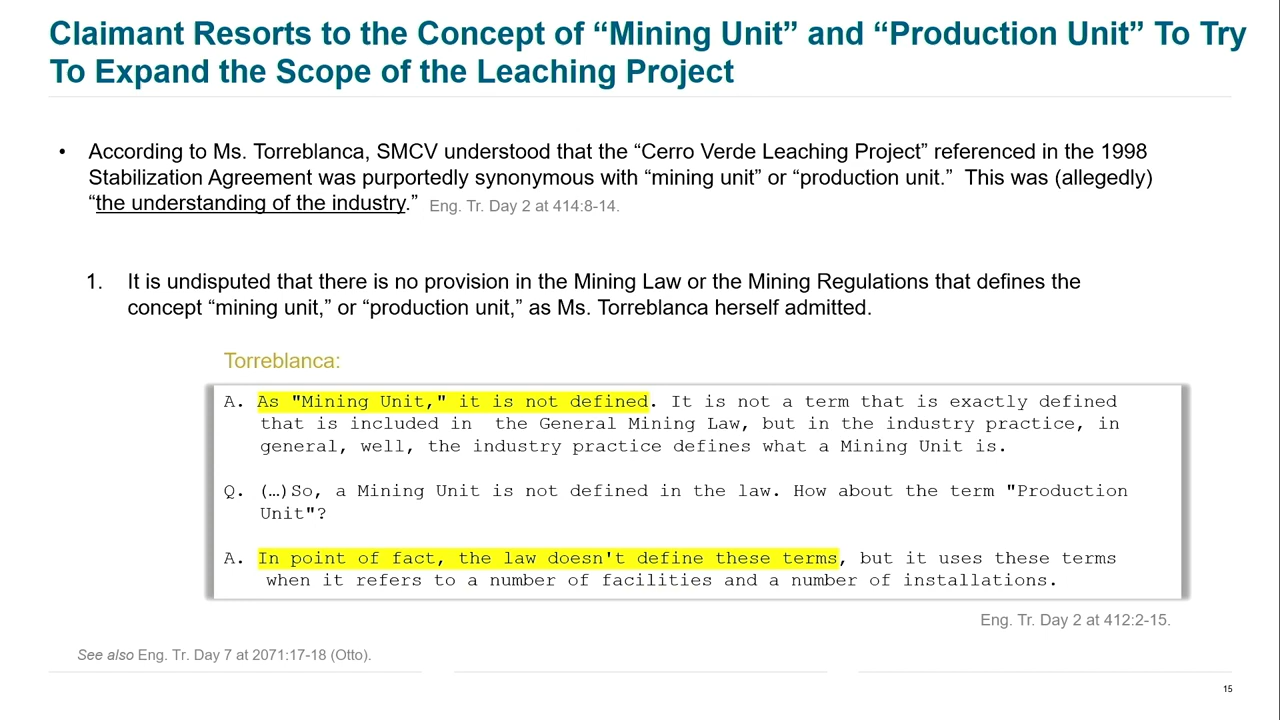 Claimant Resorts to the Concept of “Mining Unit” and “Production Unit” To Try
To Expand the Scope of the Leaching Project
• According to Ms. Torreblanca, SMCV understood that the “Cerro Verde Leaching Project” referenced in the 1998
Stabilization Agreement was purportedly synonymous with “mining unit” or “production unit.” This was (allegedly)
“the understanding of the industry.” Eng. Tr. Day 2 at 414:8-14.
1. It is undisputed that there is no provision in the Mining Law or the Mining Regulations that defines the
concept “mining unit,” or “production unit,” as Ms. Torreblanca herself admitted.
Torreblanca:
A. As "Mining Unit," it is not defined. It is not a term that is exactly defined
that is included in the General Mining Law, but in the industry practice, in
general, well, the industry practice defines what a Mining Unit is.
Q. (…)So, a Mining Unit is not defined in the law. How about the term "Production
Unit"?
A. In point of fact, the law doesn't define these terms, but it uses these terms
when it refers to a number of facilities and a number of installations.
Eng. Tr. Day 2 at 412:2-15.
See also Eng. Tr. Day 7 at 2071:17-18 (Otto).
15